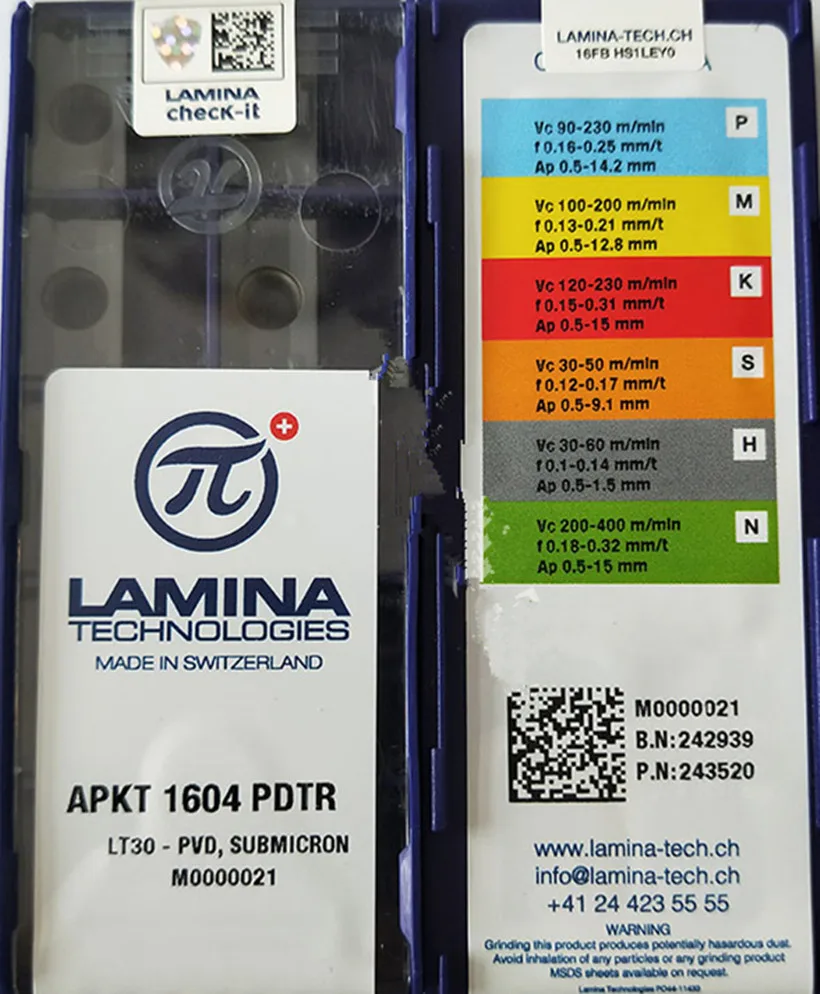 LAMINA
checK-it
π
LAMINA
TECHNOLOGIES
MADE IN SWITZERLAND
APKT 1604 PDTR
LT30 - PVD, SUBMICRON
M0000021
LAMINA-TECH.CH
16FB HS1LEY0
Vc 90-230 m/min
f 0.16-0.25 mm/t
Ap 0.5-14.2 mm
P
Vc 100-200 m/min
f 0.13-0.21 mm/t
Ap 0.5-12.8 mm
M
Vc 120-230 m/min
f 0.15-0.31 mm/t
Ap 0.5-15 mm
K
Vc 30-50 m/min
f 0.12-0.17 mm/t
Ap 0.5-9.1 mm
S
Vc 30-60 m/min
f 0.1-0.14 mm/t
Ap 0.5-1.5 mm
H
Vc 200-400 m/min
f 0.18-0.32 mm/t
Ap 0.5-15 mm
N
M0000021
B.N:242939
P.N:243520
www.lamina-tech.ch
info@lamina-tech.ch
+41 24 423 55 55
WARNING
Grinding this product produces potentially hazardous dust.
Avoid inhalation of any particles or any grinding product
MSDS sheets available on request.
Lamina Technologies PO44-11433